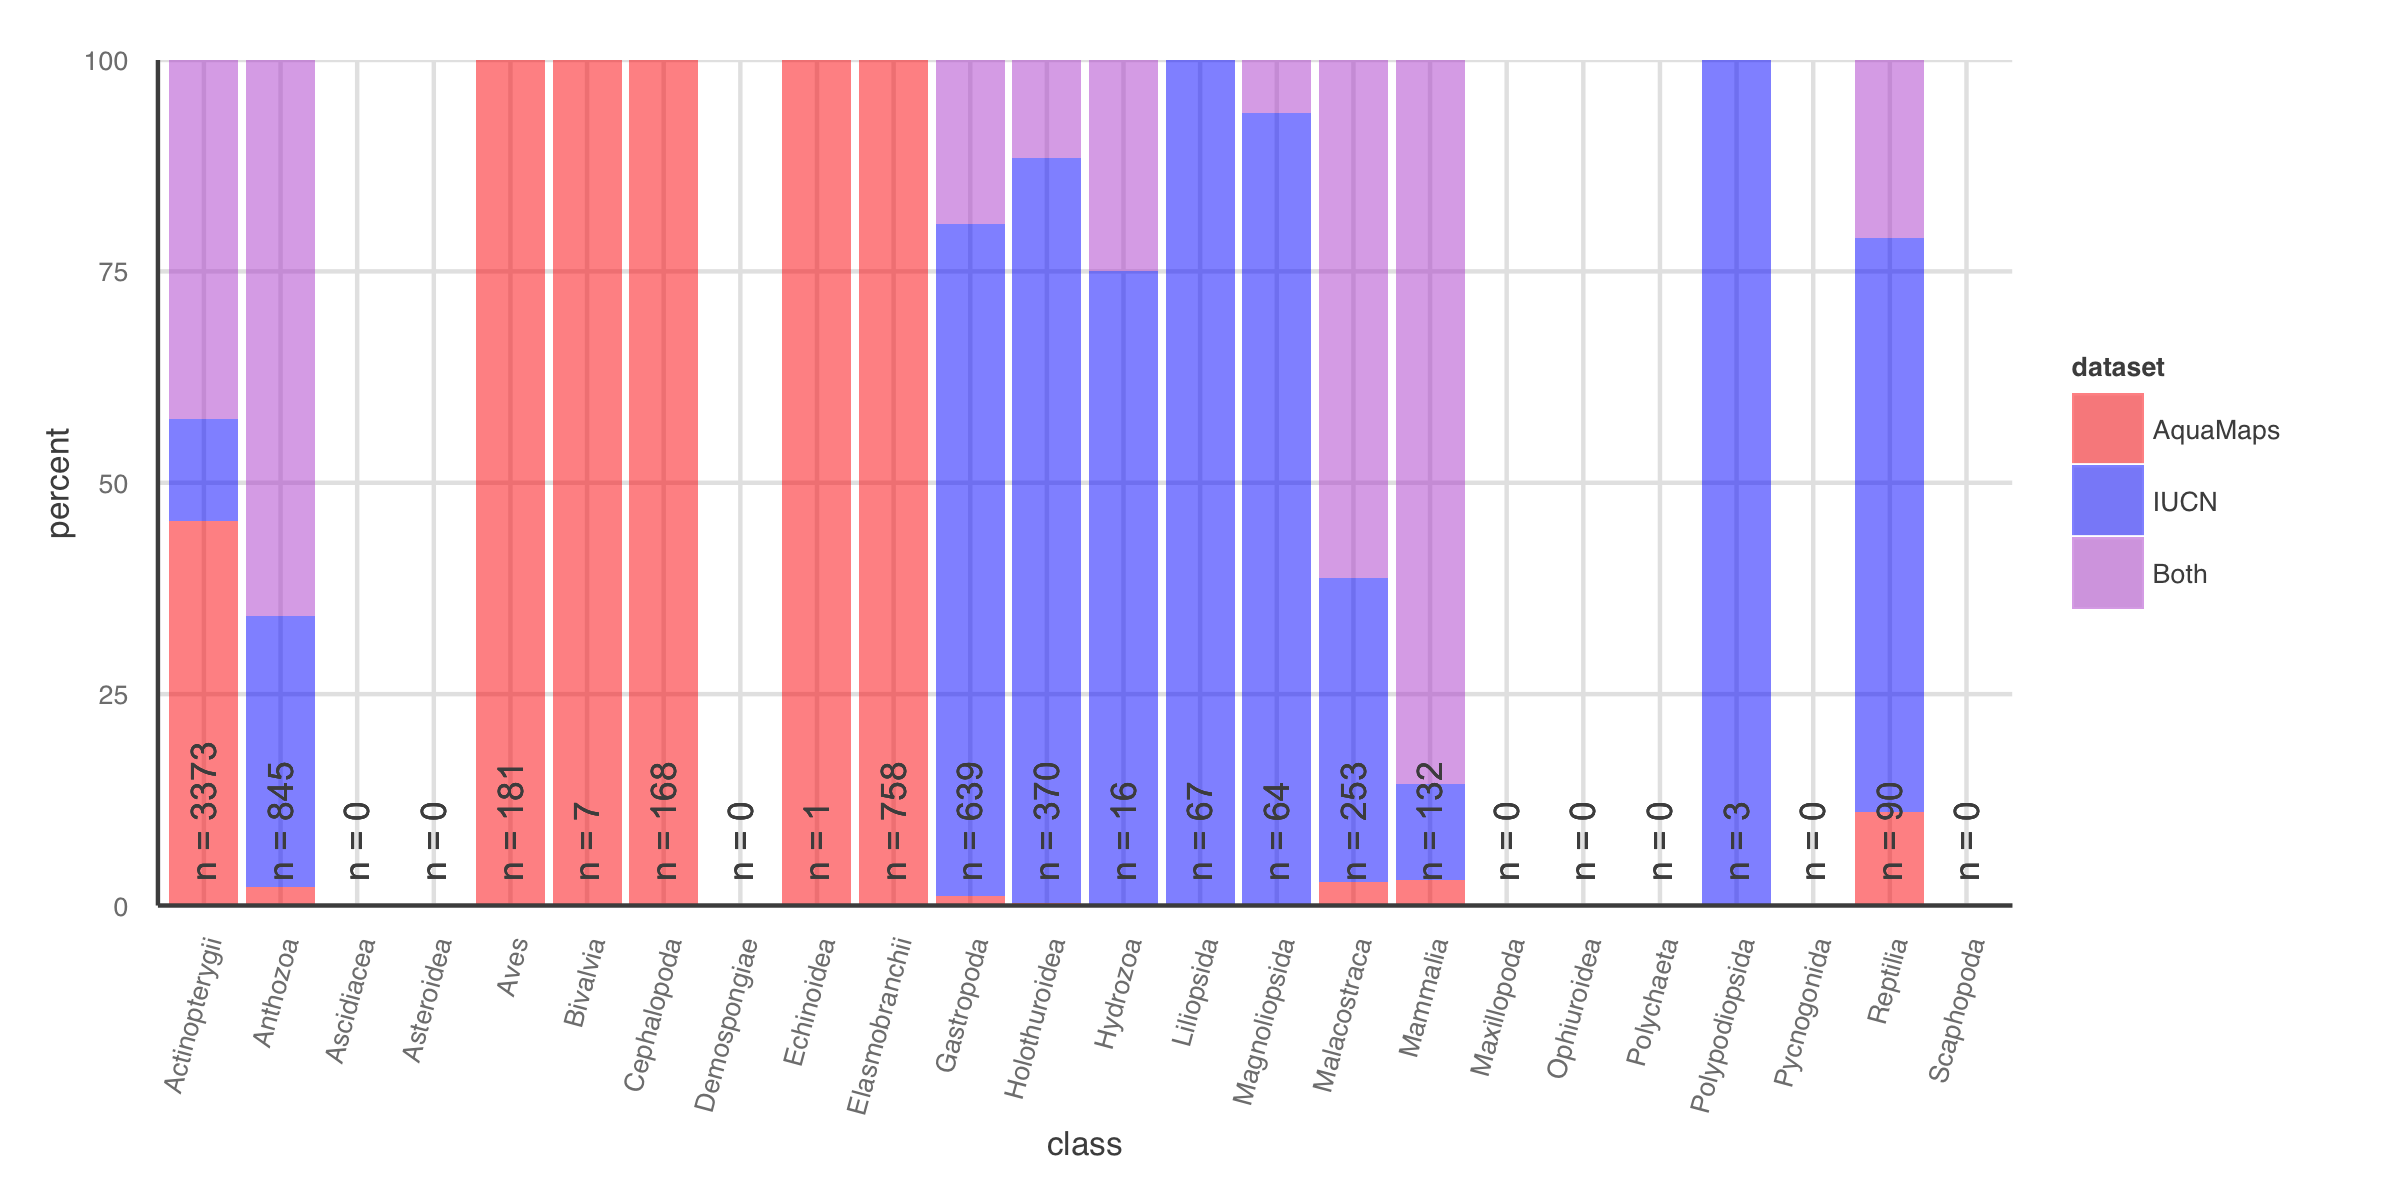 100
75
50
25
0
percent
n = 3373
n = 845
n = 0
n = 0
n = 181
n = 7
n = 168
n = 0
n = 1
n = 758
n = 639
n = 370
n = 16
n = 67
n = 64
n = 253
n = 132
n = 0
n = 0
n = 0
n = 3
n = 0
n = 90
n = 0
Actinopterygii
Anthozoa
Ascidiacea
Asteroidea
Aves
Bivalvia
Cephalopoda
Demospongiae
Echinoidea
Elasmobranchii
Gastropoda
Holothuroidea
Hydrozoa
Liliopsida
Magnoliopsida
Malacostraca
Mammalia
Maxillopoda
Ophiuroidea
Polychaeta
Polypodiopsida
Pycnogonida
Reptilia
Scaphopoda
class
dataset
AquaMaps
IUCN
Both